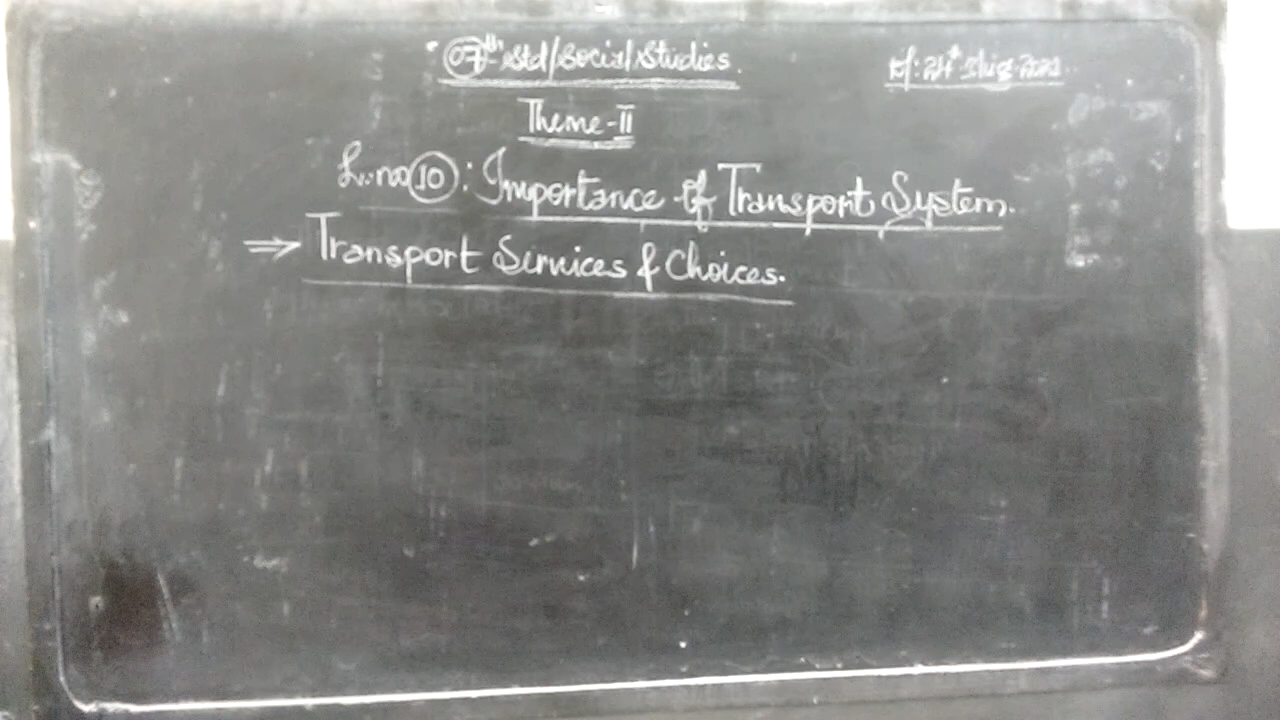 07th Std/Social/Studies.
Theme-II
L.no 10: Importance of Transport System.
⇒ Transport Services & Choices.